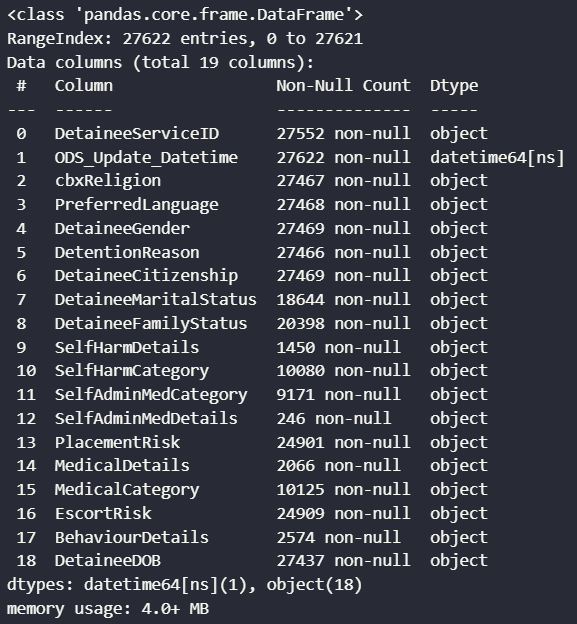 <class 'pandas.core.frame.DataFrame'>
RangeIndex: 27622 entries, 0 to 27621
Data columns (total 19 columns):
 #   Column                 Non-Null Count  Dtype
---  ------                 --------------  -----
 0   DetaineeServiceID      27552 non-null  object
 1   ODS_Update_Datetime    27622 non-null  datetime64[ns]
 2   cbxReligion            27467 non-null  object
 3   PreferredLanguage      27468 non-null  object
 4   DetaineeGender         27469 non-null  object
 5   DetentionReason        27466 non-null  object
 6   DetaineeCitizenship    27469 non-null  object
 7   DetaineeMaritalStatus  18644 non-null  object
 8   DetaineeFamilyStatus   20398 non-null  object
 9   SelfHarmDetails        1450 non-null   object
 10  SelfHarmCategory       10080 non-null  object
 11  SelfAdminMedCategory   9171 non-null   object
 12  SelfAdminMedDetails    246 non-null    object
 13  PlacementRisk          24901 non-null  object
 14  MedicalDetails         2066 non-null   object
 15  MedicalCategory        10125 non-null  object
 16  EscortRisk             24909 non-null  object
 17  BehaviourDetails       2574 non-null   object
 18  DetaineeDOB            27437 non-null  object
dtypes: datetime64[ns](1), object(18)
memory usage: 4.0+ MB